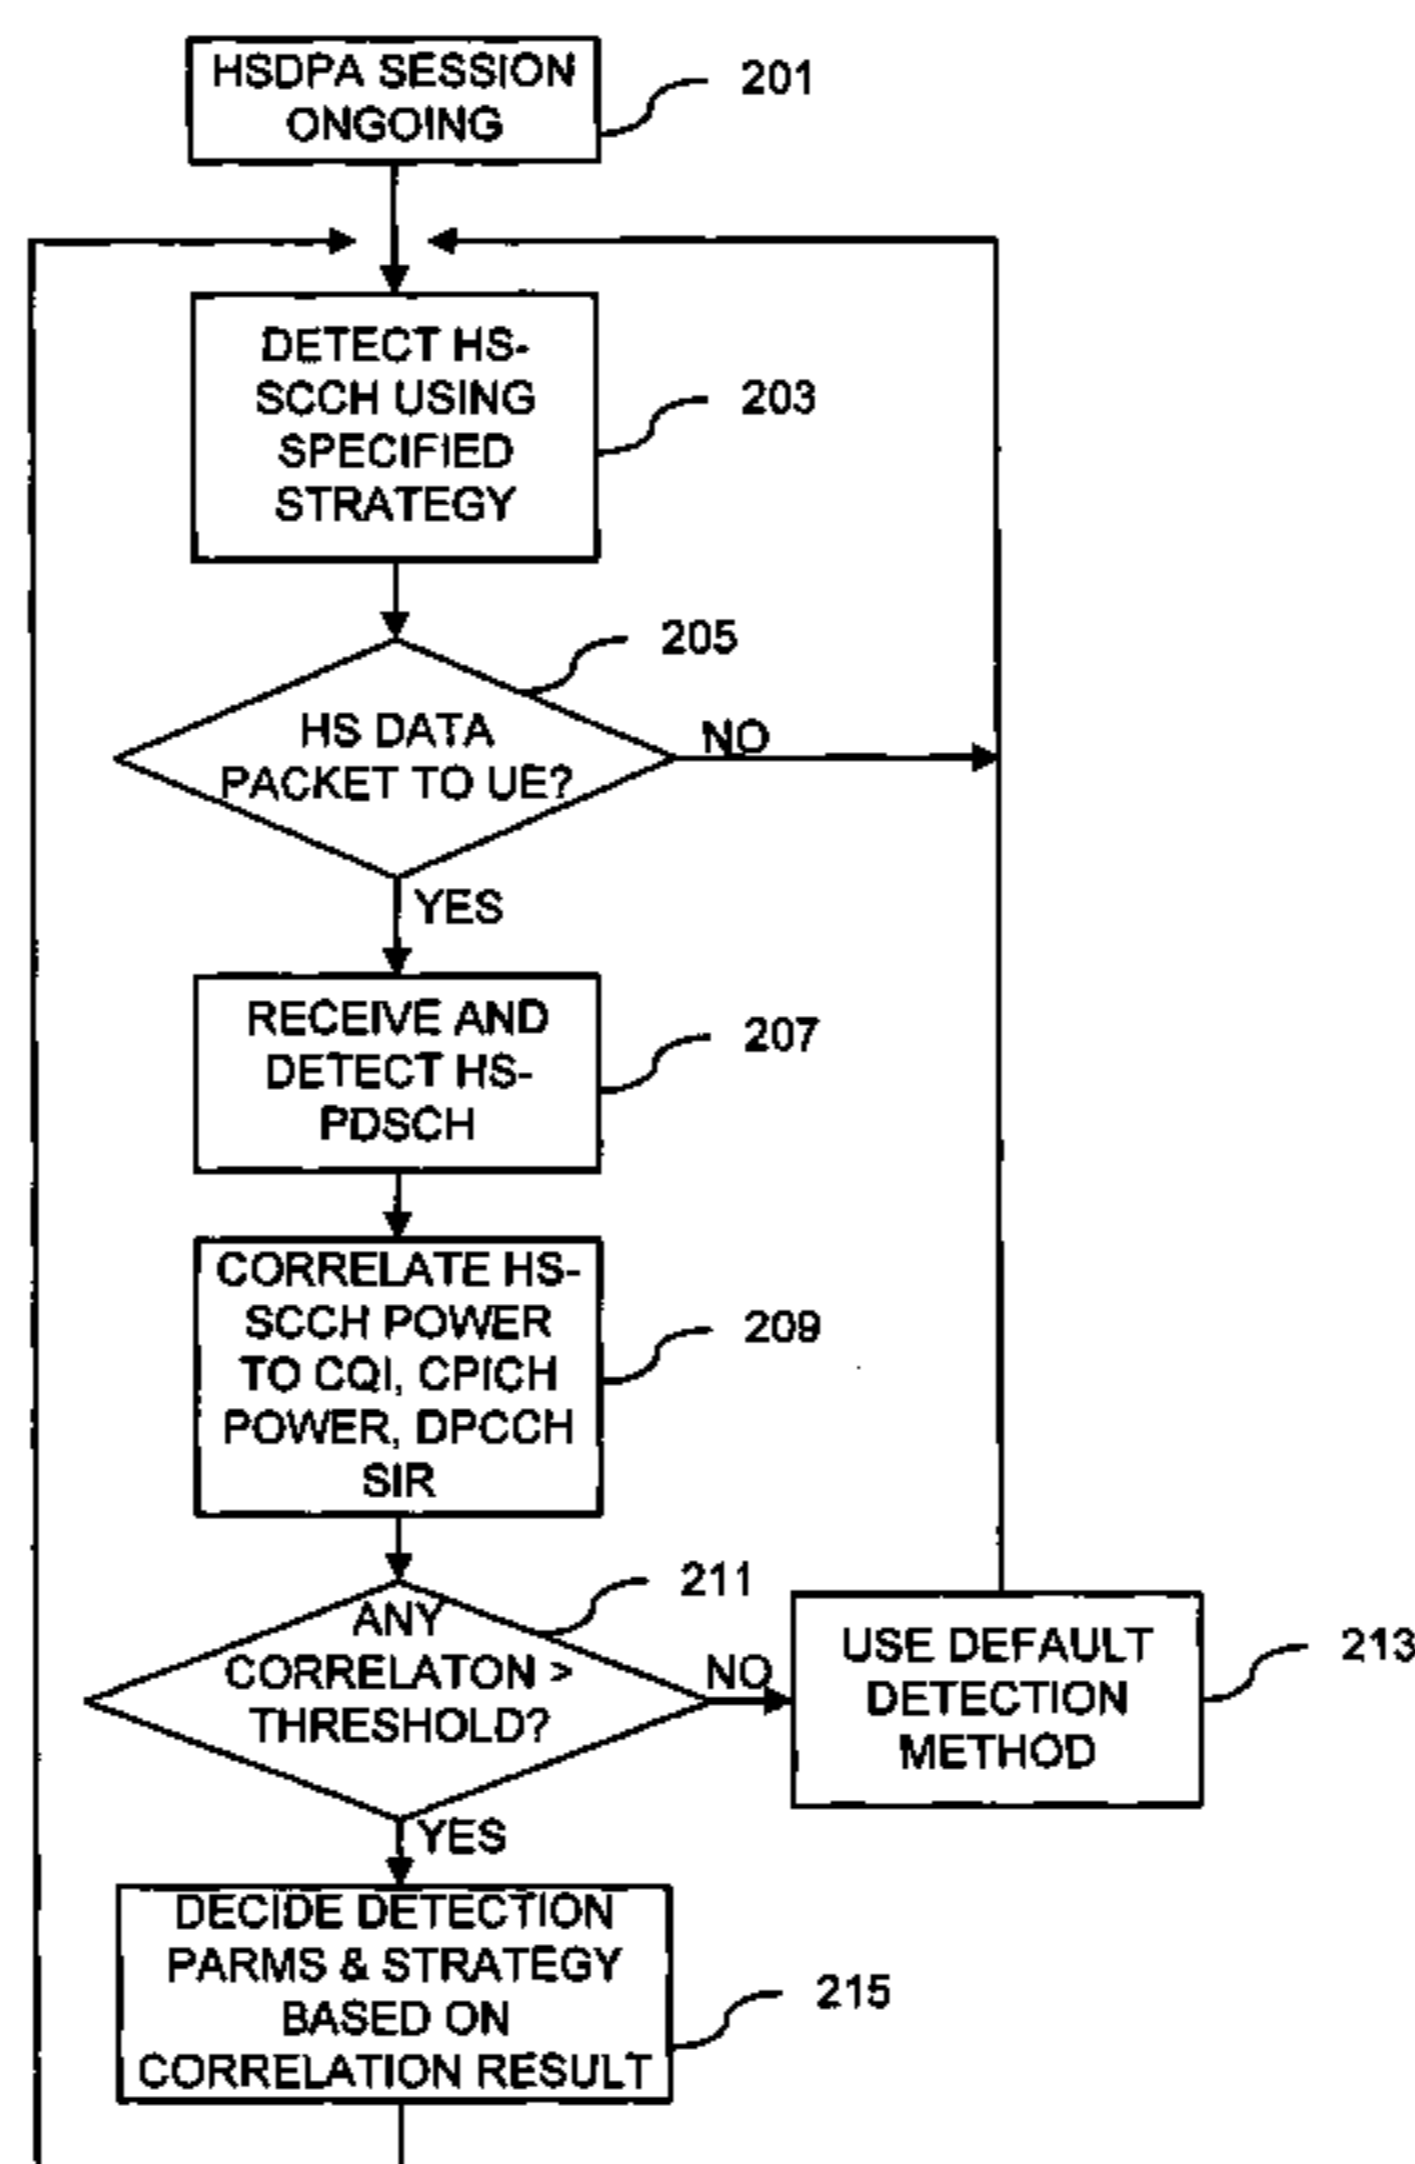 HSDPA SESSION
ONGOING
201
DETECT HS-
SCCH USING
SPECIFIED
STRATEGY
203
205
HS DATA
PACKET TO UE?
NO
YES
RECEIVE AND
DETECT HS-
PDSCH
207
CORRELATE HS-
SCCH POWER
TO CQI, CPICH
POWER, DPCCH
SIR
209
211
ANY
CORRELATON >
THRESHOLD?
NO
USE DEFAULT
DETECTION
METHOD
213
YES
DECIDE DETECTION
PARMS & STRATEGY
BASED ON
CORRELATION RESULT
215